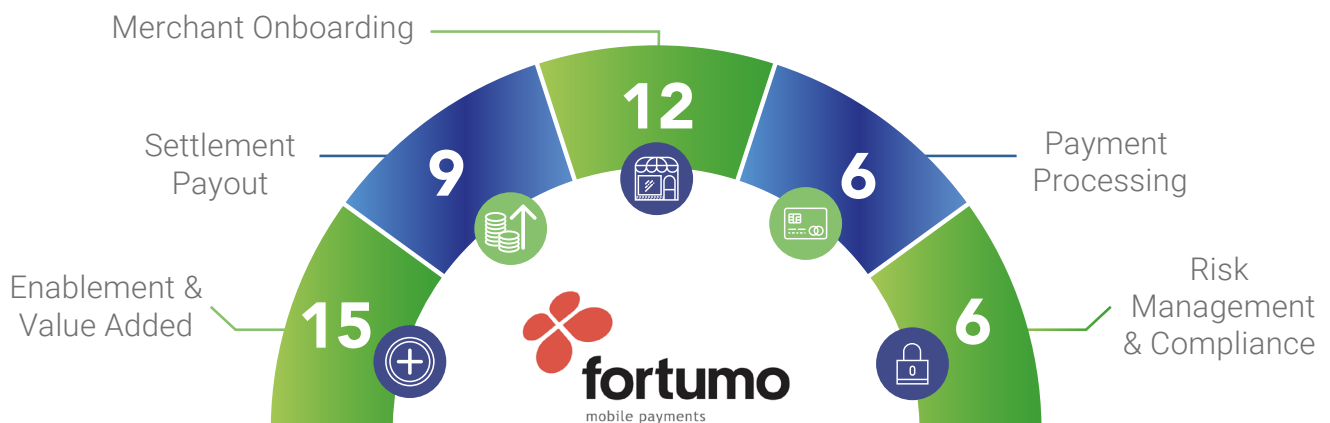 Merchant Onboarding
12
Settlement
Payout
9
6
Payment
Processing
Enablement &
Value Added
15
6
Risk
Management
& Compliance
fortumo
mobile payments